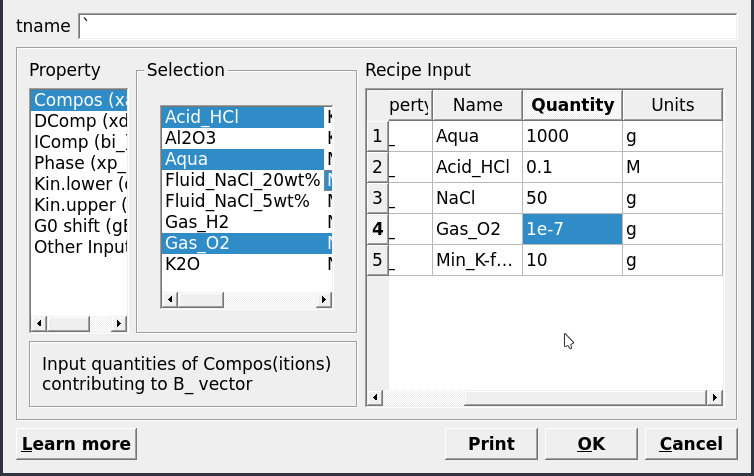 tname `
Property
Selection
Recipe Input
Compos (xa
DComp (xd
IComp (bi_
Phase (xp_
Kin.lower (
Kin.upper (
G0 shift (gE
Other Input
Acid_HCl
Al2O3
Aqua
Fluid_NaCl_20wt%
Fluid_NaCl_5wt%
Gas_H2
Gas_O2
K2O
perty Name Quantity Units
1 _ Aqua 1000 g
2 _ Acid_HCl 0.1 M
3 _ NaCl 50 g
4 _ Gas_O2 1e-7 g
5 _ Min_K-f... 10 g
Input quantities of Compos(itions)
contributing to B_ vector
Learn more
Print
OK
Cancel